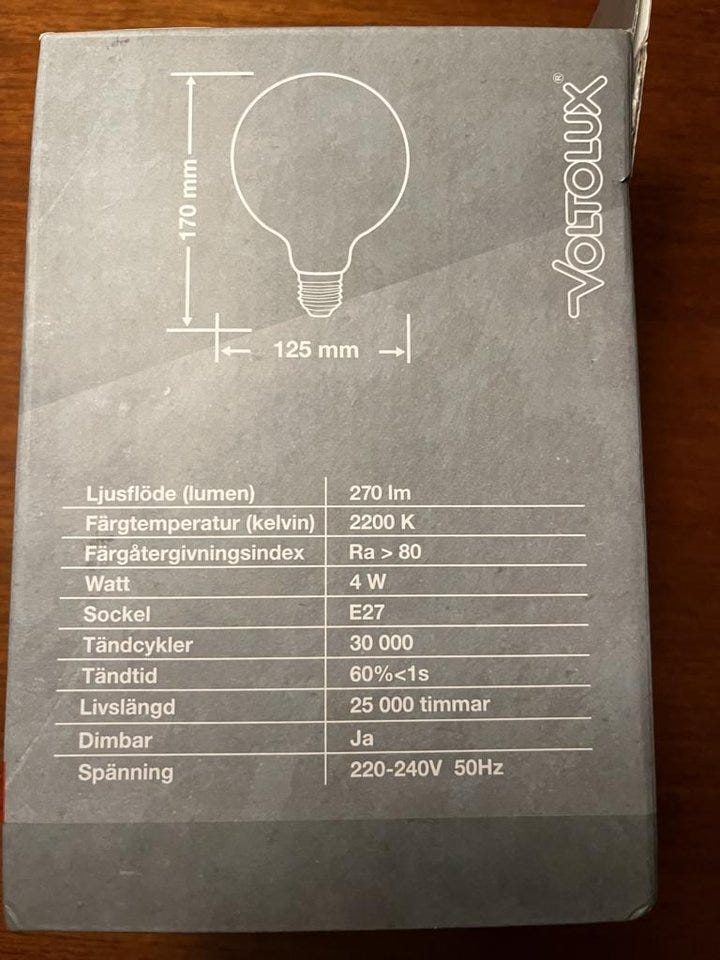 VOLTOLUX®
170 mm
125 mm
Ljusflöde (lumen) 270 lm
Färgtemperatur (kelvin) 2200 K
Färgåtergivningsindex Ra > 80
Watt 4 W
Sockel E27
Tändcykler 30 000
Tändtid 60%<1s
Livslängd 25 000 timmar
Dimbar Ja
Spänning 220-240V 50Hz